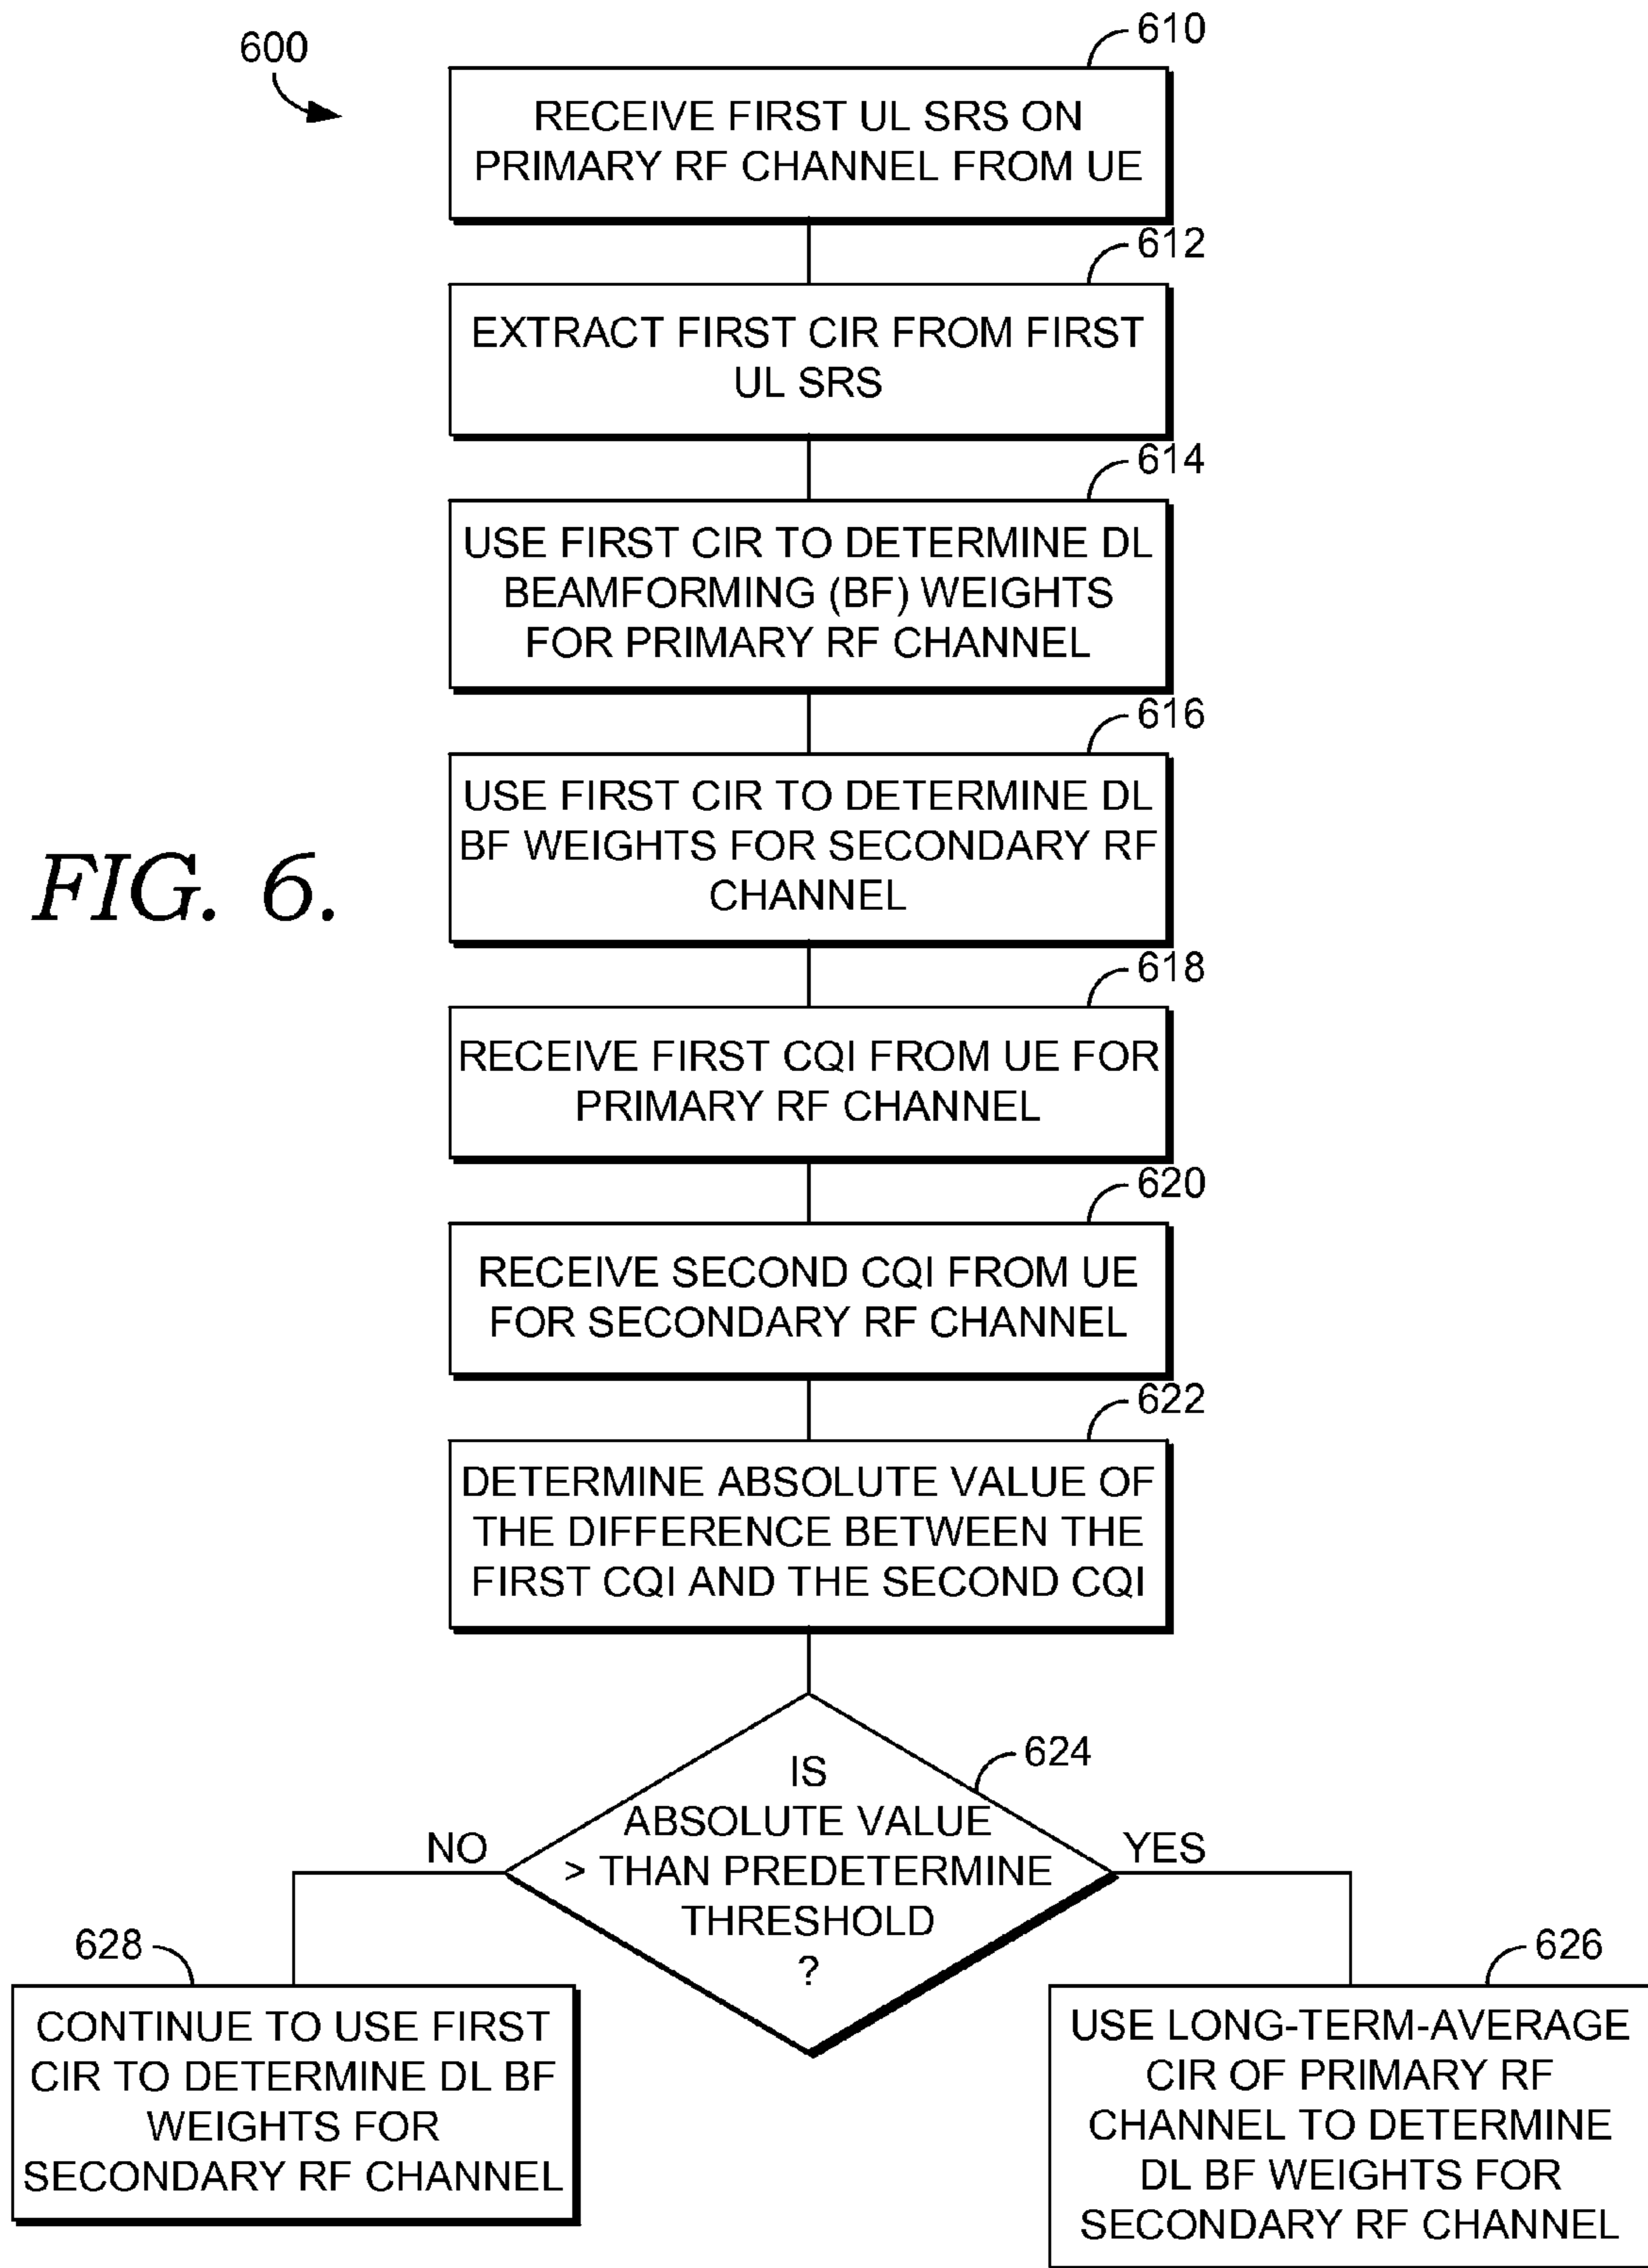 600
610
RECEIVE FIRST UL SRS ON
PRIMARY RF CHANNEL FROM UE
612
EXTRACT FIRST CIR FROM FIRST
UL SRS
614
USE FIRST CIR TO DETERMINE DL
BEAMFORMING (BF) WEIGHTS
FOR PRIMARY RF CHANNEL
616
USE FIRST CIR TO DETERMINE DL
BF WEIGHTS FOR SECONDARY RF
CHANNEL
FIG. 6.
618
RECEIVE FIRST CQI FROM UE FOR
PRIMARY RF CHANNEL
620
RECEIVE SECOND CQI FROM UE
FOR SECONDARY RF CHANNEL
622
DETERMINE ABSOLUTE VALUE OF
THE DIFFERENCE BETWEEN THE
FIRST CQI AND THE SECOND CQI
624
IS
ABSOLUTE VALUE
> THAN PREDETERMINE
THRESHOLD
?
NO
YES
628
CONTINUE TO USE FIRST
CIR TO DETERMINE DL BF
WEIGHTS FOR
SECONDARY RF CHANNEL
626
USE LONG-TERM-AVERAGE
CIR OF PRIMARY RF
CHANNEL TO DETERMINE
DL BF WEIGHTS FOR
SECONDARY RF CHANNEL